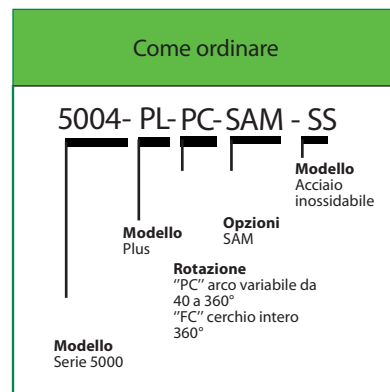 Come ordinare
5004- PL- PC- SAM - SS
Modello
Acciaio
inossidabile
Modello
Plus
Opzioni
SAM
Rotazione
"PC" arco variabile da
40 a 360°
"FC" cerchio intero
360°
Modello
Serie 5000